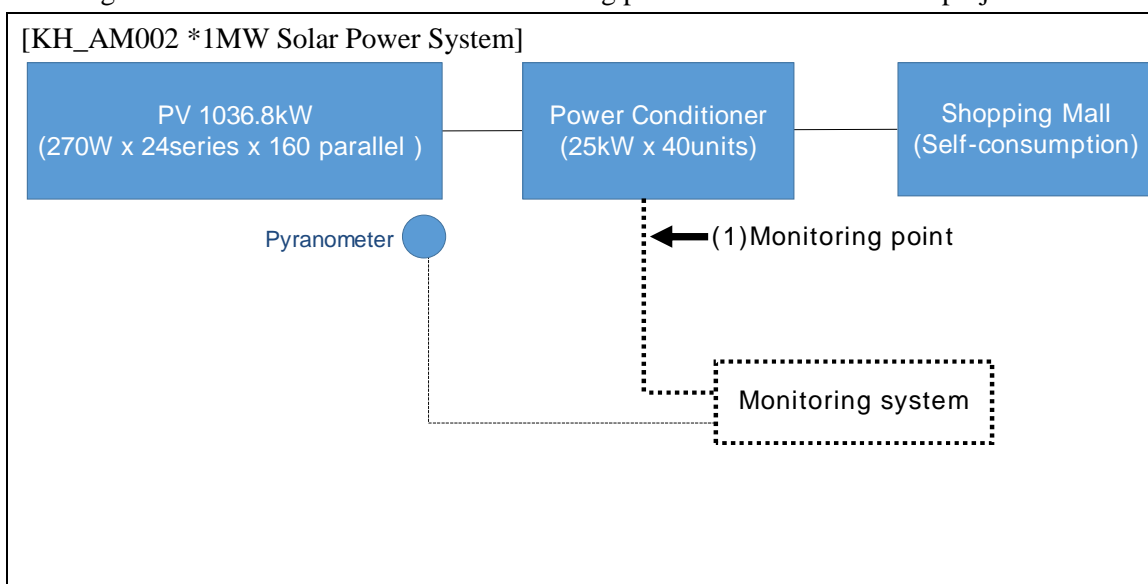 [KH_AM002 *1MW Solar Power System]
PV 1036.8kW
(270W x 24series x 160 parallel )
Power Conditioner
(25kW x 40units)
Shopping Mall
(Self-consumption)
Pyranometer
(1)Monitoring point
Monitoring system